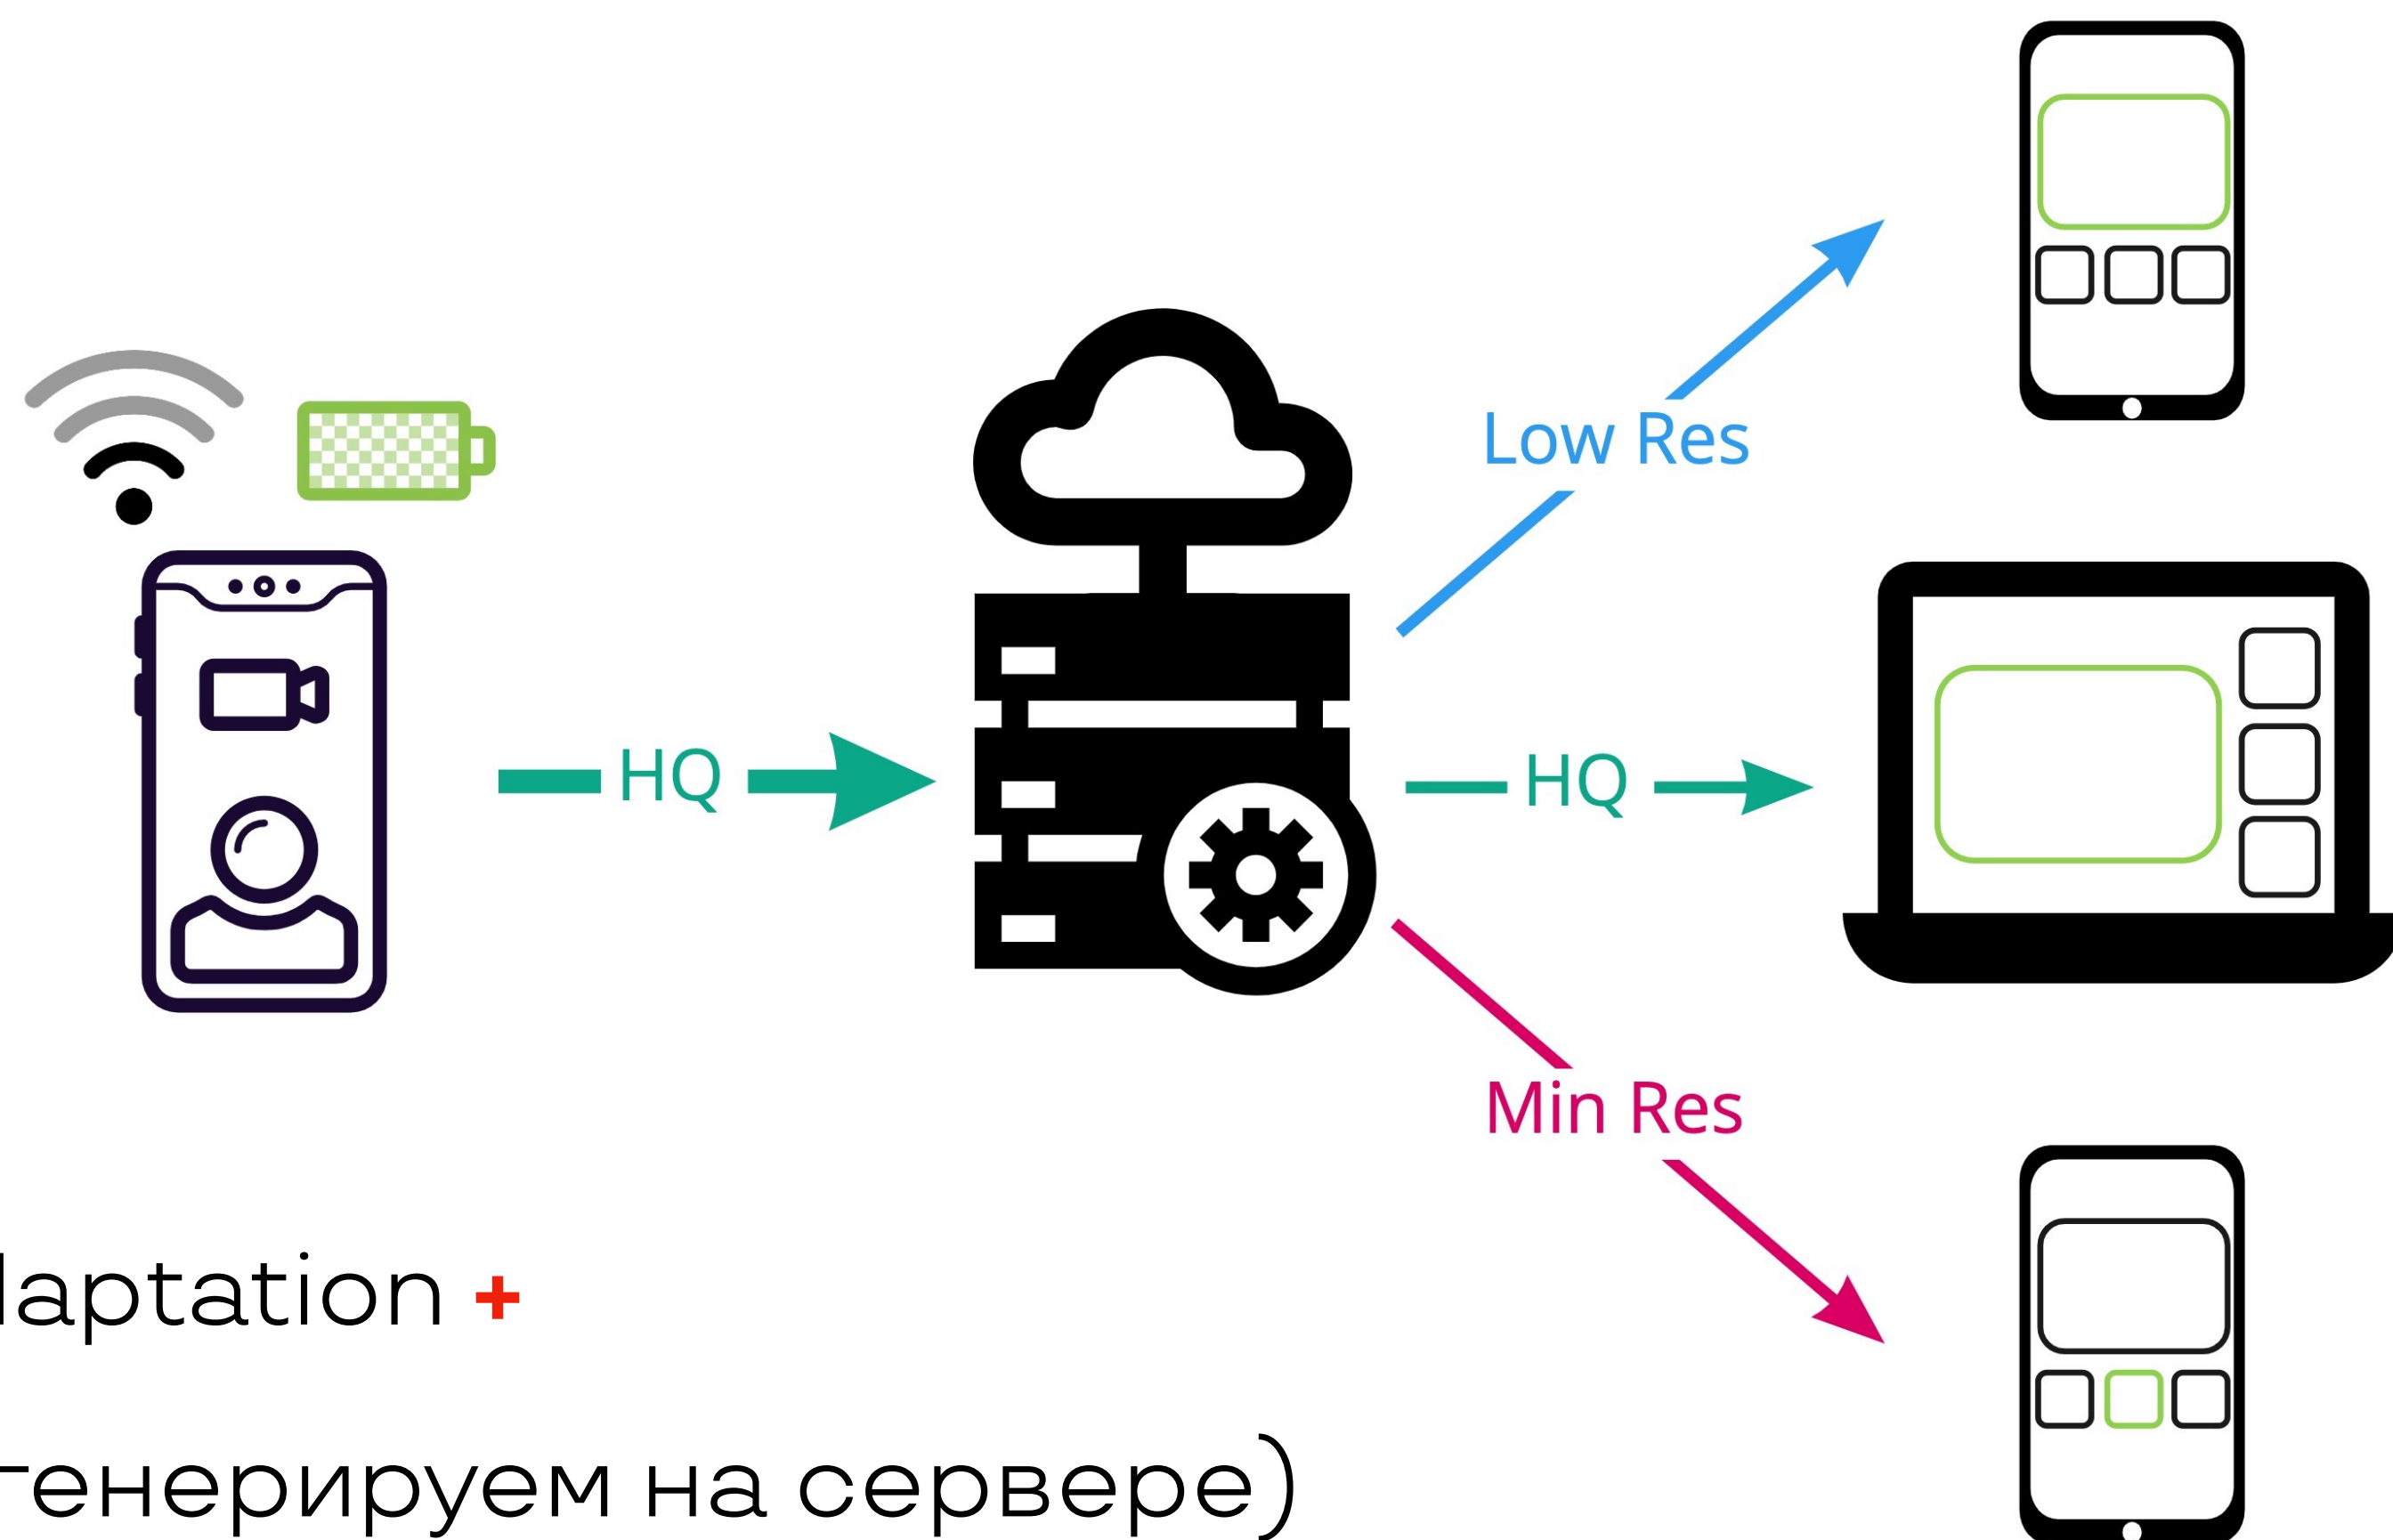 Low Res
HQ
HQ
Min Res
laptation +
генерируем на сервере)